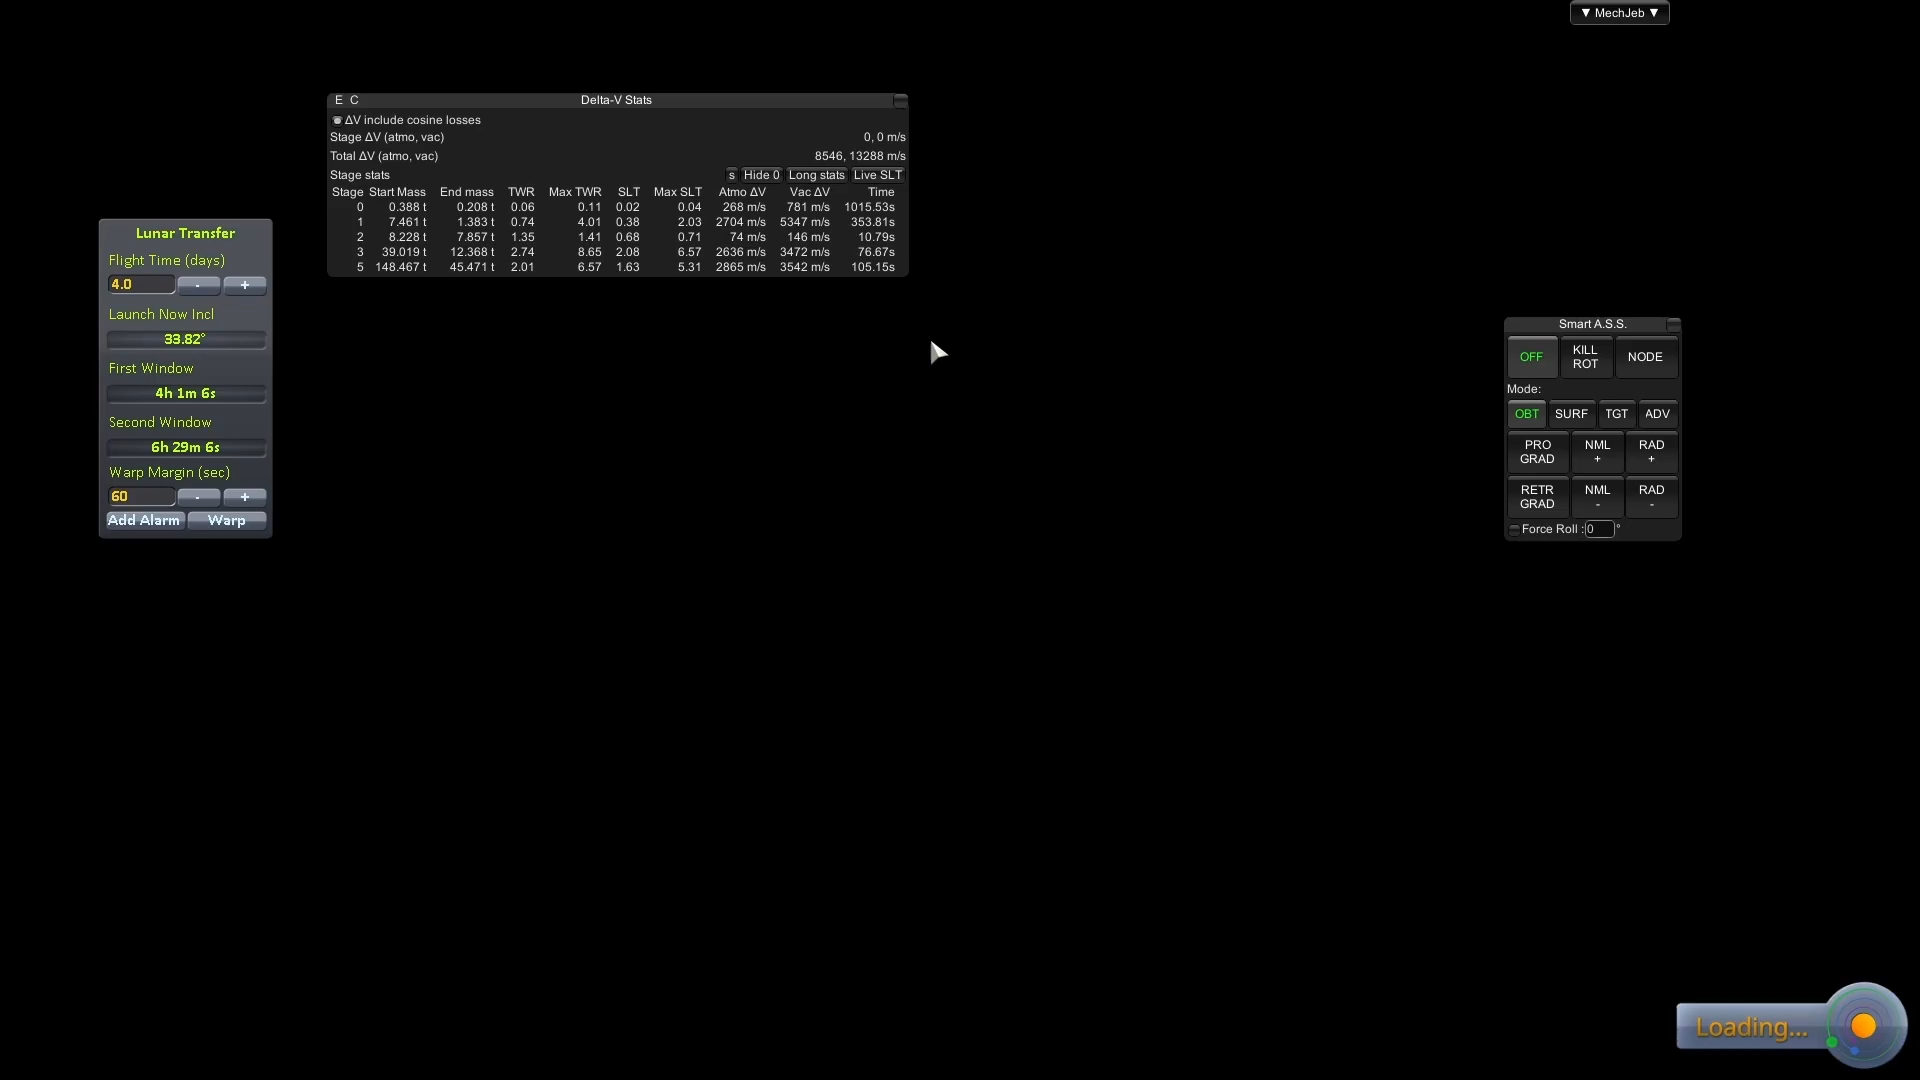 ▼ MechJeb ▼
E C Delta-V Stats
ΔV include cosine losses
Stage ΔV (atmo, vac) 0, 0 m/s
Total ΔV (atmo, vac) 8546, 13288 m/s
Stage stats s Hide 0 Long stats Live SLT
Stage Start Mass End mass TWR Max TWR SLT Max SLT Atmo ΔV Vac ΔV Time
0 0.388 t 0.208 t 0.06 0.11 0.02 0.04 268 m/s 781 m/s 1015.53s
1 7.461 t 1.383 t 0.74 4.01 0.38 2.03 2704 m/s 5347 m/s 353.81s
2 8.228 t 7.857 t 1.35 1.41 0.68 0.71 74 m/s 146 m/s 10.79s
3 39.019 t 12.368 t 2.74 8.65 2.08 6.57 2636 m/s 3472 m/s 76.67s
5 148.467 t 45.471 t 2.01 6.57 1.63 5.31 2865 m/s 3542 m/s 105.15s
Lunar Transfer
Flight Time (days)
4.0 - +
Launch Now Incl
33.82°
First Window
4h 1m 6s
Second Window
6h 29m 6s
Warp Margin (sec)
60 - +
Add Alarm Warp
Smart A.S.S.
OFF KILL ROT NODE
Mode:
OBT SURF TGT ADV
PRO GRAD NML + RAD +
RETR GRAD NML - RAD -
Force Roll : 0 °
Loading...